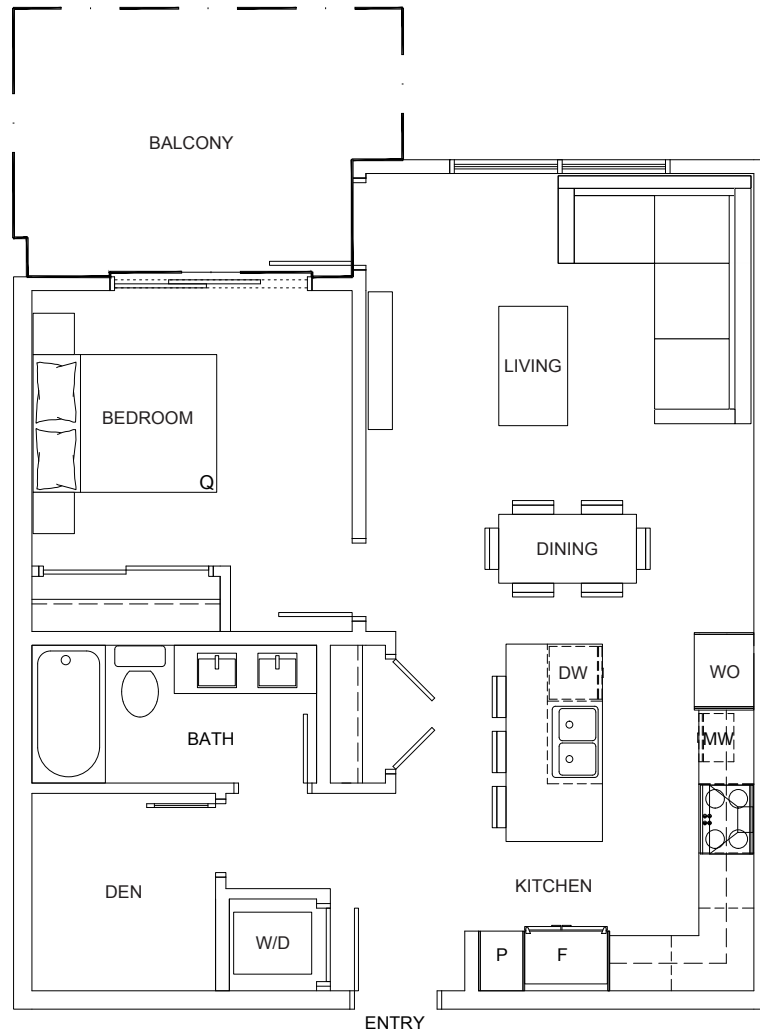 BALCONY
LIVING
BEDROOM
Q
DINING
DW
WO
MW
BATH
KITCHEN
DEN
W/D
P
F
ENTRY